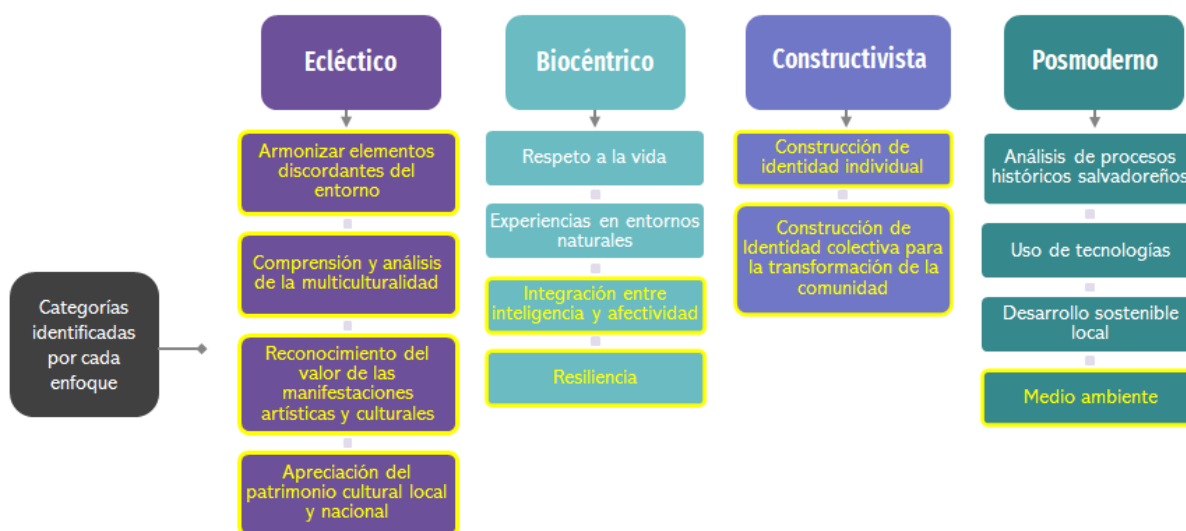 Categorías
identificadas
por cada
enfoque
Ecléctico
Armonizar elementos
discordantes del
entorno
Comprensión y análisis
de la multiculturalidad
Reconocimiento del
valor de las
manifestaciones
artísticas y culturales
Apreciación del
patrimonio cultural local
y nacional
Biocéntrico
Respeto a la vida
Experiencias en entornos
naturales
Integración entre
inteligencia y afectividad
Resiliencia
Constructivista
Construcción de
identidad individual
Construcción de
Identidad colectiva para
la transformación de la
comunidad
Posmoderno
Análisis de procesos
históricos salvadoreños
Uso de tecnologías
Desarrollo sostenible
local
Medio ambiente